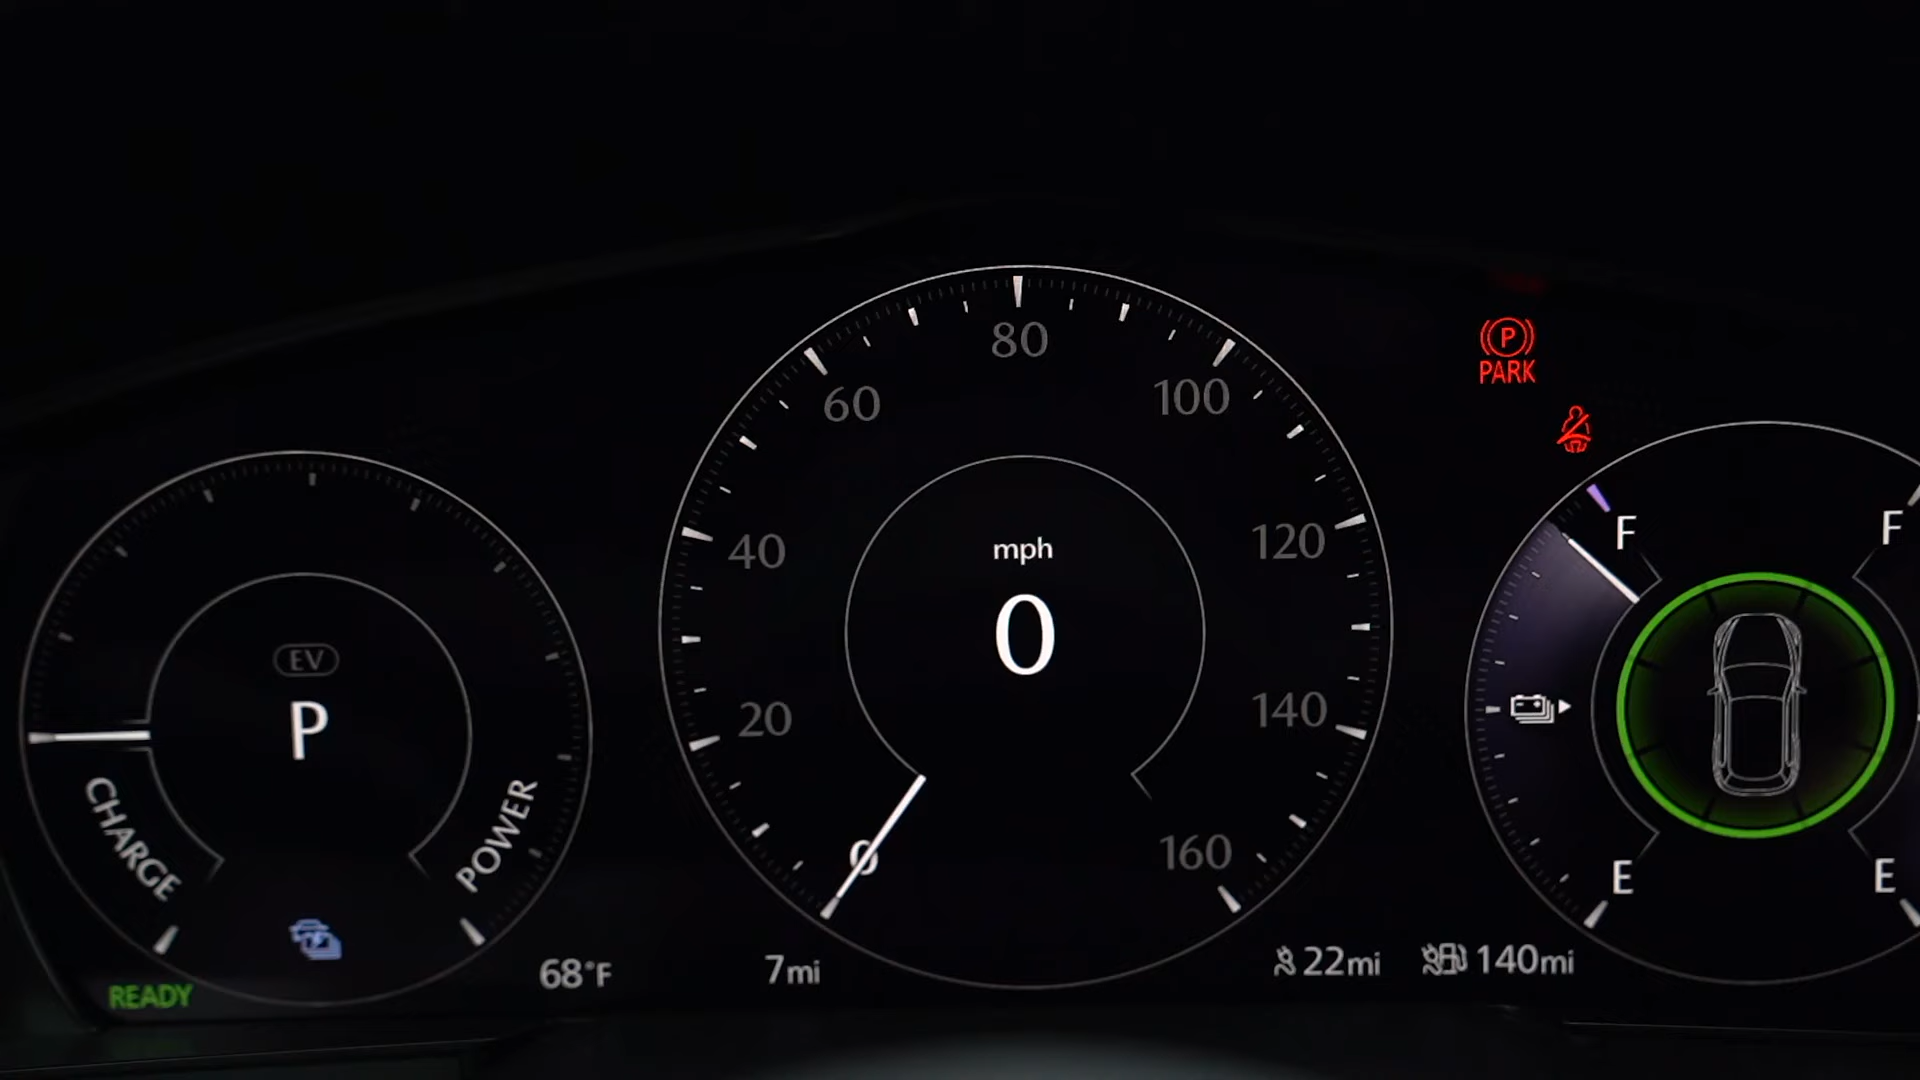 EV
P
CHARGE
POWER
READY
68°F
0
20
40
60
80
100
120
140
160
mph
0
7mi
22mi
140mi
P
PARK
F
E
F
E